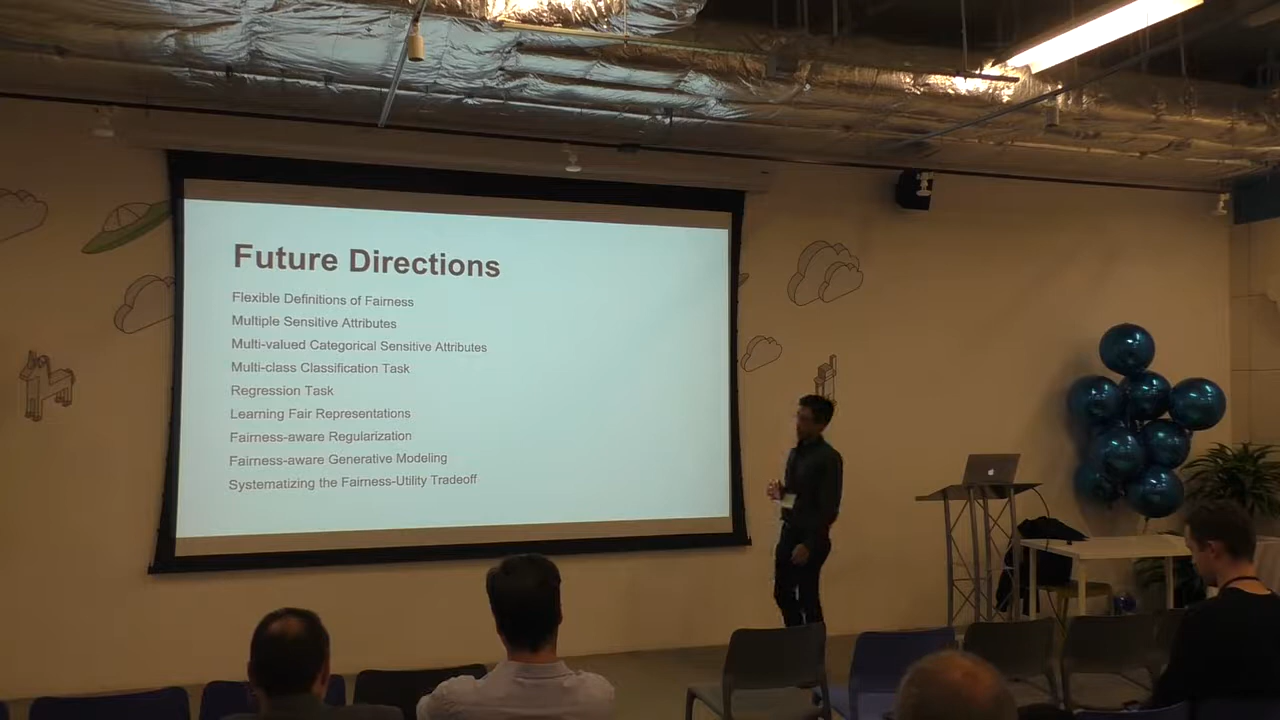 Future Directions
Flexible Definitions of Fairness
Multiple Sensitive Attributes
Multi-valued Categorical Sensitive Attributes
Multi-class Classification Task
Regression Task
Learning Fair Representations
Fairness-aware Regularization
Fairness-aware Generative Modeling
Systematizing the Fairness-Utility Tradeoff